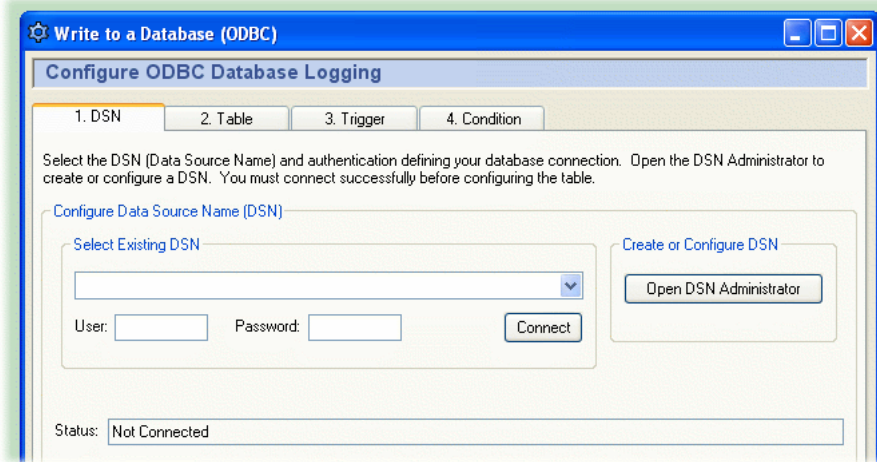 Write to a Database (ODBC)
Configure ODBC Database Logging
1. DSN 2. Table 3. Trigger 4. Condition
Select the DSN (Data Source Name) and authentication defining your database connection. Open the DSN Administrator to
create or configure a DSN. You must connect successfully before configuring the table.
Configure Data Source Name (DSN)
Select Existing DSN Create or Configure DSN
Open DSN Administrator
User: Password: Connect
Status: Not Connected